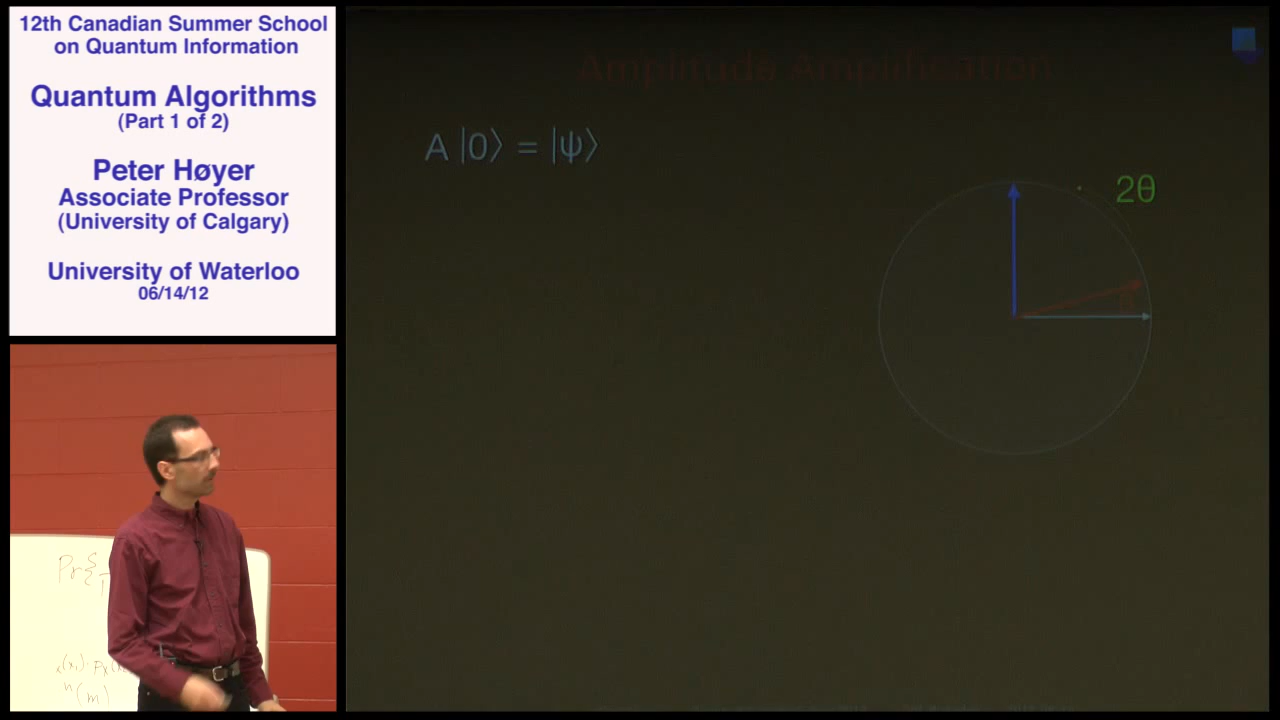 12th Canadian Summer School
on Quantum Information
Quantum Algorithms
(Part 1 of 2)
Peter Høyer
Associate Professor
(University of Calgary)
University of Waterloo
06/14/12
Amplitude Amplification
A |0⟩ = |ψ⟩
2θ